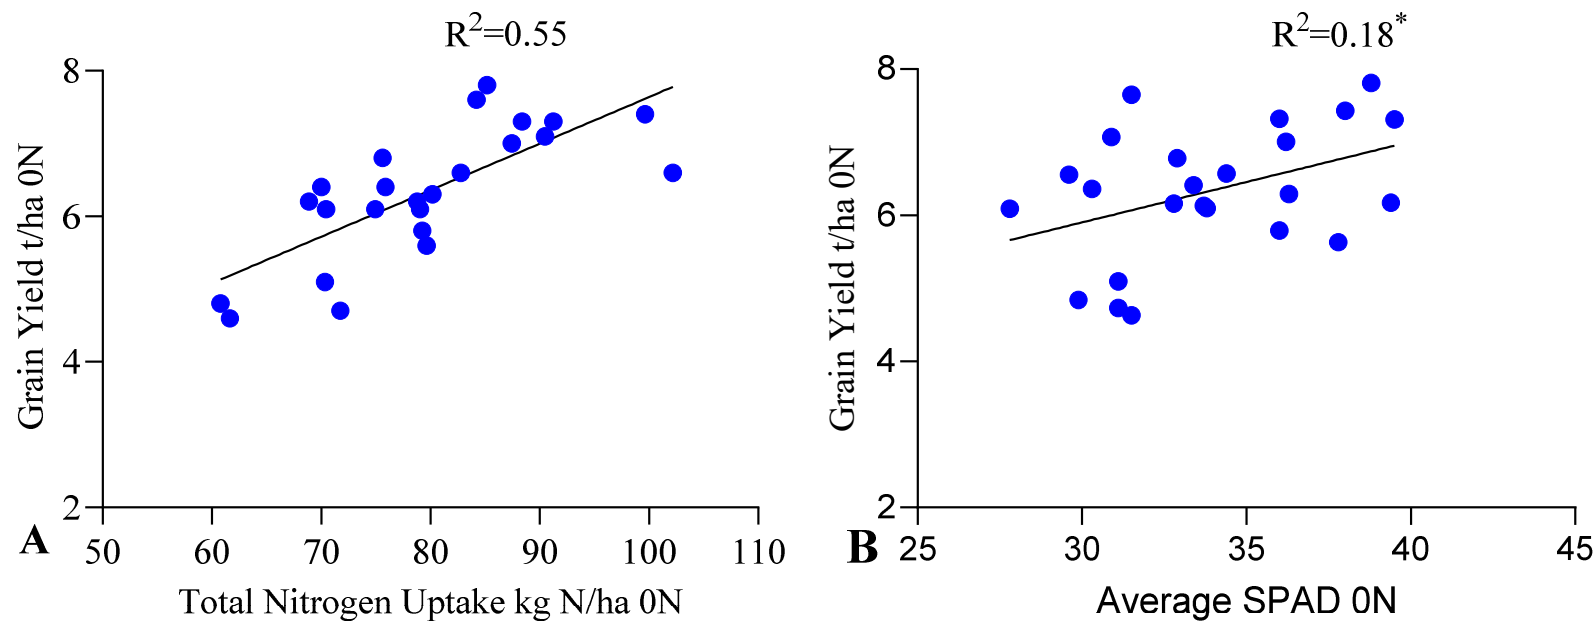 R²=0.55
8
6
4
2
50 60 70 80 90 100 110
Grain Yield t/ha 0N
Total Nitrogen Uptake kg N/ha 0N
A
R²=0.18*
8
6
4
2
25 30 35 40 45
Grain Yield t/ha 0N
Average SPAD 0N
B